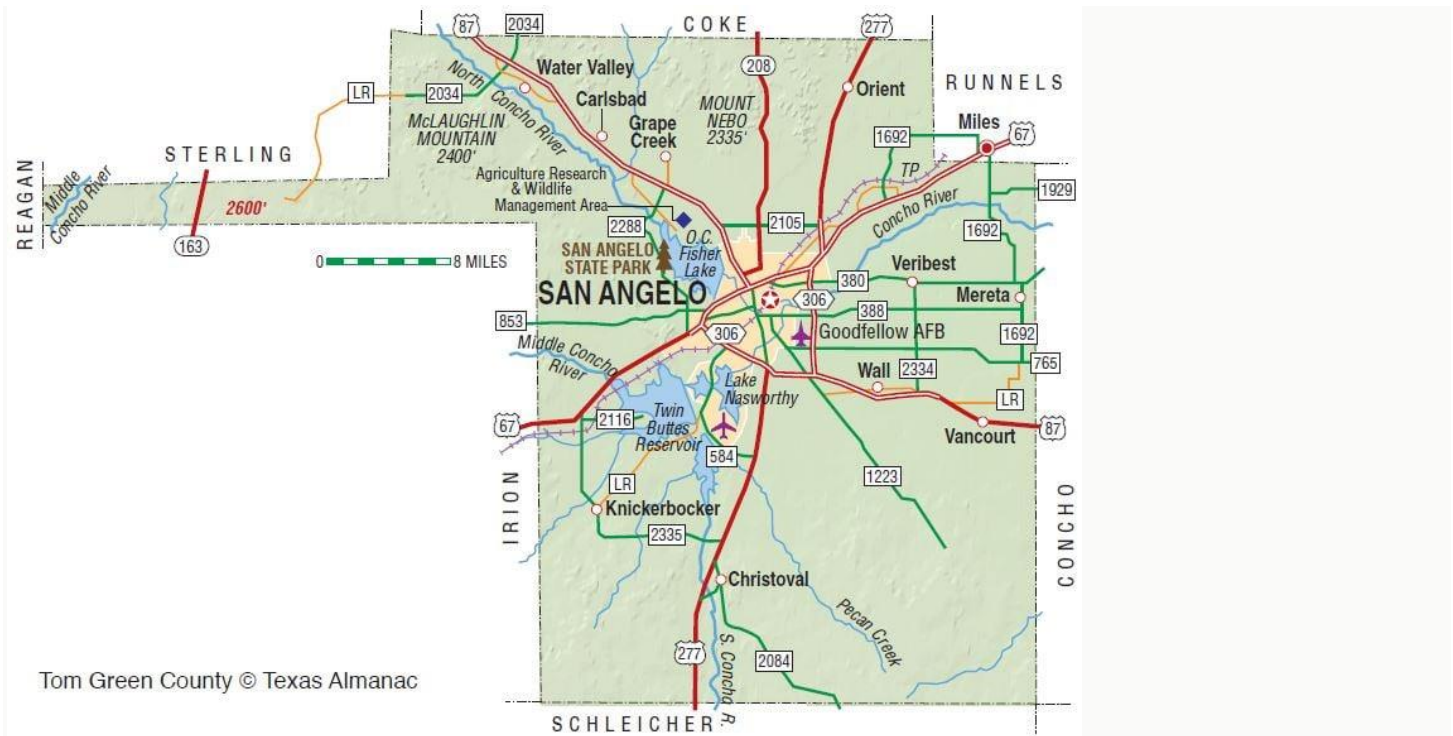 COKE
87
2034
277
208
Water Valley
North
Concho River
LR
2034
Carlsbad
McLAUGHLIN
MOUNTAIN
2400'
Grape
Creek
MOUNT
NEBO
2335'
Orient
RUNNELS
Miles
67
1692
TP
STERLING
REAGAN
Middle
Concho River
2600'
163
Agriculture Research
& Wildlife
Management Area
2288
2105
Concho River
1929
1692
SAN ANGELO
STATE PARK
O.C.
Fisher
Lake
0
8 MILES
SAN ANGELO
380
Veribest
306
Mereta
388
853
306
Goodfellow AFB
1692
Middle Concho
River
Wall
2334
765
Lake
Nasworthy
LR
67
2116
Twin
Buttes
Reservoir
Vancourt
87
584
1223
LR
IRION
Knickerbocker
2335
CONCHO
Christoval
Pecan Creek
277
S. Concho R.
2084
Tom Green County © Texas Almanac
SCHLEICHER